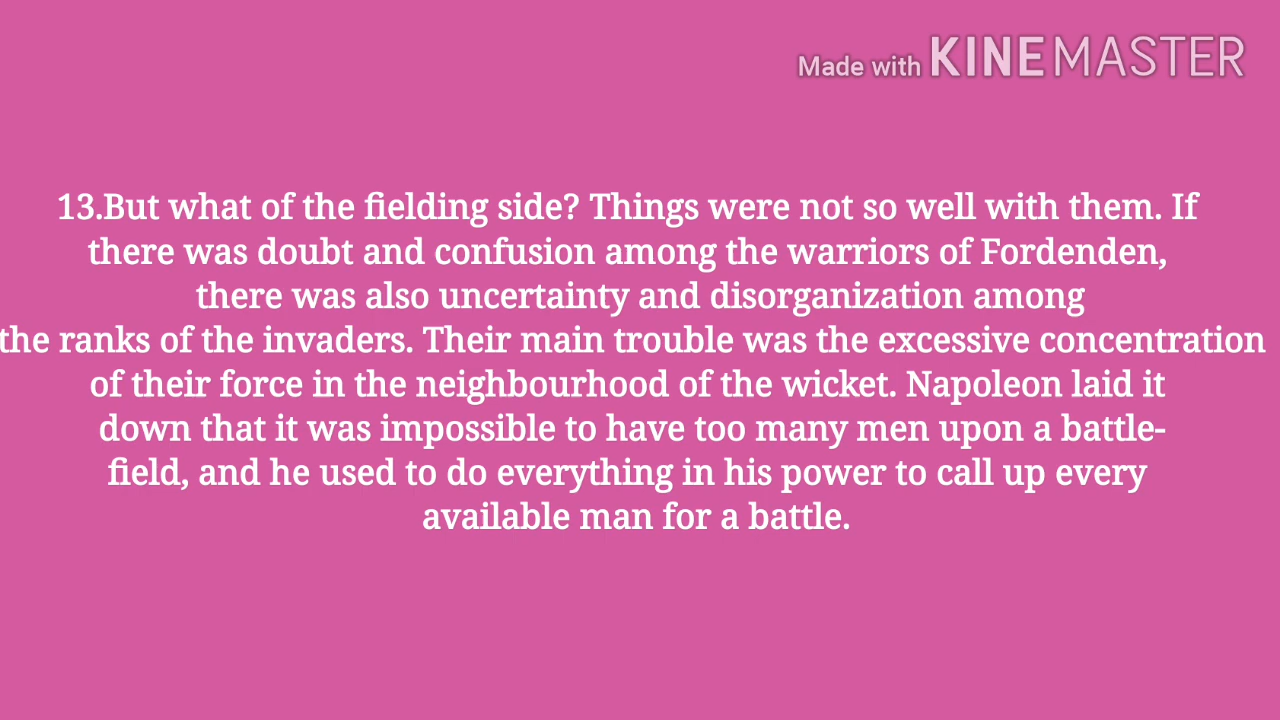 Made with KINEMASTER
13.But what of the fielding side? Things were not so well with them. If
there was doubt and confusion among the warriors of Fordenden,
there was also uncertainty and disorganization among
the ranks of the invaders. Their main trouble was the excessive concentration
of their force in the neighbourhood of the wicket. Napoleon laid it
down that it was impossible to have too many men upon a battle-
field, and he used to do everything in his power to call up every
available man for a battle.